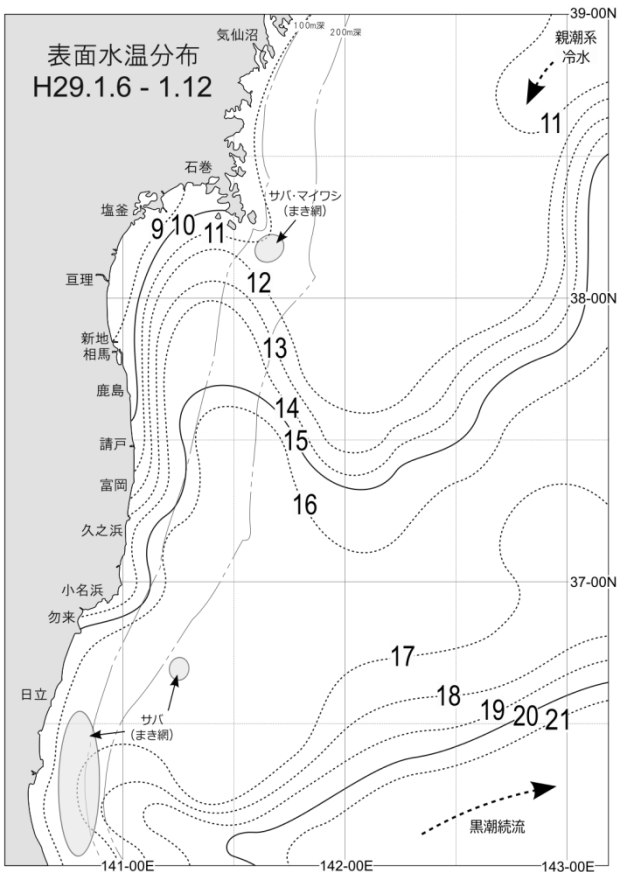 39-00N
気仙沼
100m深
200m深
親潮系
冷水
表面水温分布
H29.1.6 - 1.12
11
石巻
サバ・マイワシ
(まき網)
塩釜
9
10
11
12
亘理
38-00N
新地
相馬
13
鹿島
14
15
請戸
富岡
16
久之浜
小名浜
37-00N
勿来
17
日立
18
19
20
21
サバ
(まき網)
黒潮続流
141-00E
142-00E
143-00E